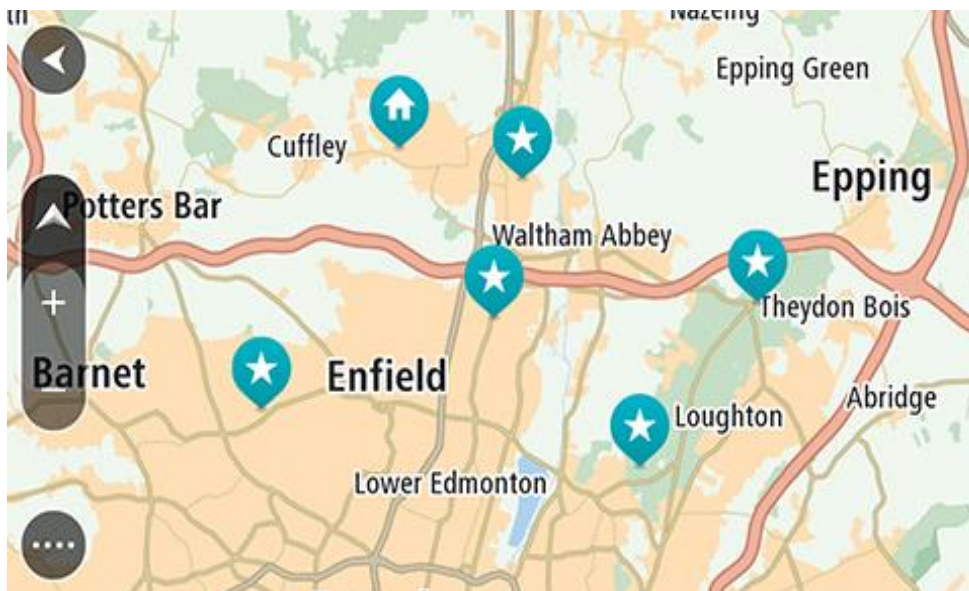 Nazeing
Epping Green
Cuffley
Epping
Potters Bar
Waltham Abbey
Theydon Bois
Barnet
Enfield
Abridge
Loughton
Lower Edmonton